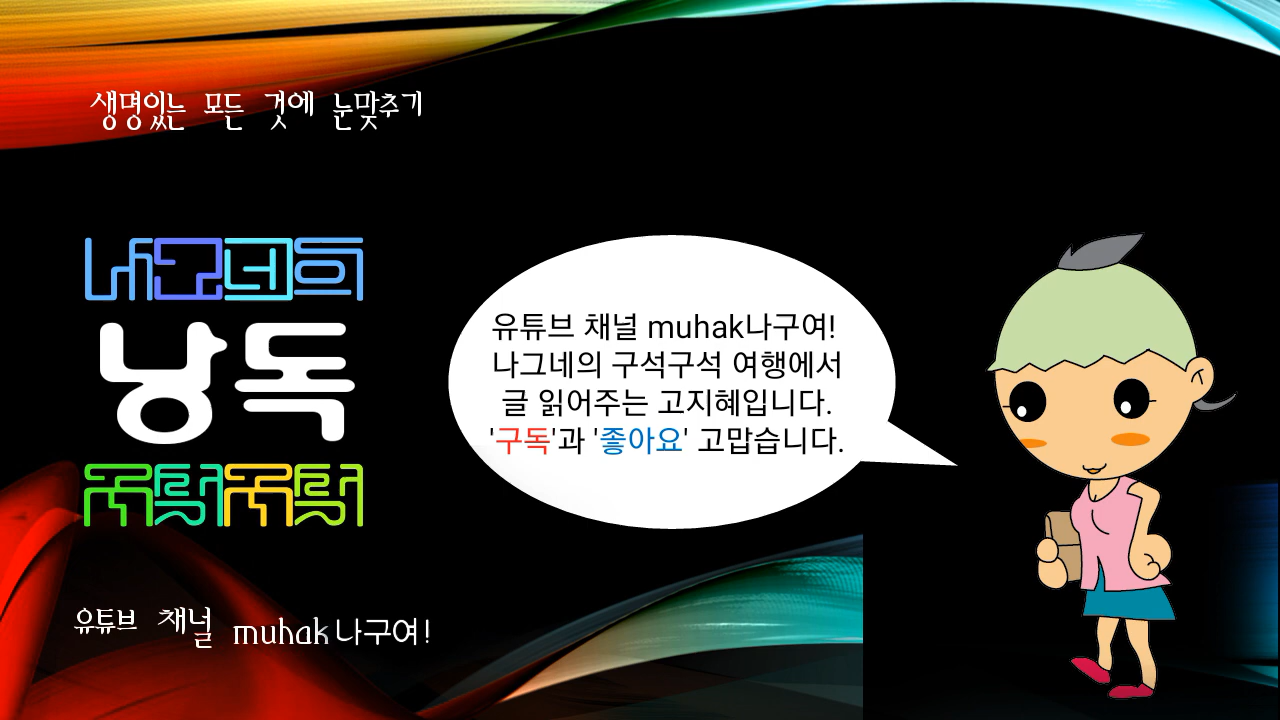 생명있는 모든 것에 눈맞추기
나그네의
낭독
구석구석
유튜브 채널 muhak나구여!
나그네의 구석구석 여행에서
글 읽어주는 고지혜입니다.
'구독'과 '좋아요' 고맙습니다.
유튜브 채널 muhak나구여!